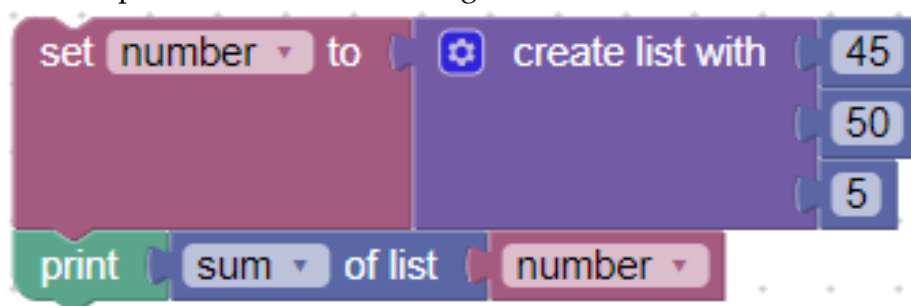 set number to create list with 45
50
5
print sum of list number